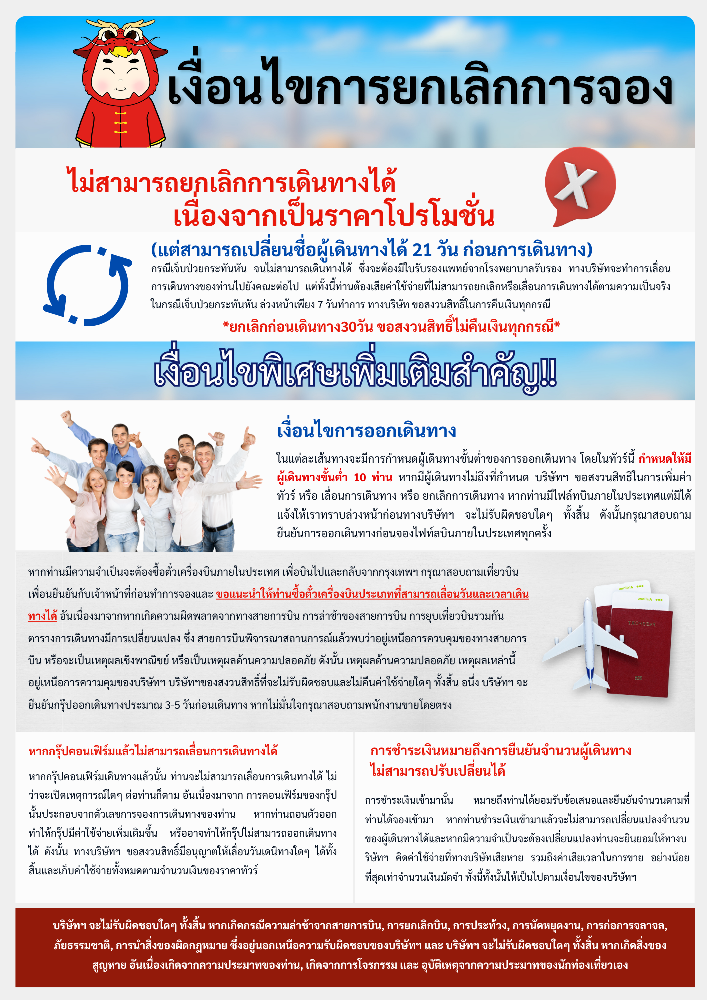 เงื่อนไขการยกเลิกการจอง
ไม่สามารถยกเลิกการเดินทางได้
เนื่องจากเป็นราคาโปรโมชั่น
(แต่สามารถเปลี่ยนชื่อผู้เดินทางได้ 21 วัน ก่อนการเดินทาง)
กรณีเจ็บป่วยกระทันหัน จนไม่สามารถเดินทางได้ ซึ่งจะต้องมีใบรับรองแพทย์จากโรงพยาบาลรับรอง ทางบริษัทจะทำการเลื่อน
การเดินทางของท่านไปยังคณะต่อไป แต่ทั้งนี้ท่านต้องเสียค่าใช้จ่ายที่ไม่สามารถยกเลิกหรือเลื่อนการเดินทางได้ตามความเป็นจริง
ในกรณีเจ็บป่วยกระทันหัน ล่วงหน้าเพียง 7 วันทำการ ทางบริษัท ขอสงวนสิทธิ์ในการคืนเงินทุกกรณี
*ยกเลิกก่อนเดินทาง30วัน ขอสงวนสิทธิ์ไม่คืนเงินทุกกรณี*
เงื่อนไขพิเศษเพิ่มเติมสำคัญ!!
เงื่อนไขการออกเดินทาง
ในแต่ละเส้นทางจะมีการกำหนดผู้เดินทางขั้นต่ำของการออกเดินทาง โดยในทัวร์นี้ กำหนดให้มี
ผู้เดินทางขั้นต่ำ 10 ท่าน หากมีผู้เดินทางไม่ถึงที่กำหนด บริษัทฯ ขอสงวนสิทธิในการเพิ่มค่า
ทัวร์ หรือ เลื่อนการเดินทาง หรือ ยกเลิกการเดินทาง หากท่านมีไฟล์ทบินภายในประเทศแต่มิได้
แจ้งให้เราทราบล่วงหน้าก่อนทางบริษัทฯ จะไม่รับผิดชอบใดๆ ทั้งสิ้น ดังนั้นกรุณาสอบถาม
ยืนยันการออกเดินทางก่อนจองไฟท์ลบินภายในประเทศทุกครั้ง
หากท่านมีความจำเป็นจะต้องซื้อตั๋วเครื่องบินภายในประเทศ เพื่อบินไปและกลับจากกรุงเทพฯ กรุณาสอบถามเที่ยวบิน
เพื่อนยืนยันกับเจ้าหน้าที่ก่อนทำการจองและ ขอแนะนำให้ท่านซื้อตั๋วเครื่องบินประเภทที่สามารถเลื่อนวันและเวลาเดิน
ทางได้ อันเนื่องมาจากหากเกิดความผิดพลาดจากทางสายการบิน การล่าช้าของสายการบิน การยุบเที่ยวบินรวมกัน
ตารางการเดินทางมีการเปลี่ยนแปลง ซึ่ง สายการบินพิจารณาสถานการณ์แล้วพบว่าอยู่เหนือการควบคุมของทางสายการ
บิน หรือจะเป็นเหตุผลเชิงพาณิชย์ หรือเป็นเหตุผลด้านความปลอดภัย ดังนั้น เหตุผลด้านความปลอดภัย เหตุผลเหล่านี้
อยู่เหนือการความคุมของบริษัทฯ บริษัทฯของสงวนสิทธิ์ที่จะไม่รับผิดชอบและไม่คืนค่าใช้จ่ายใดๆ ทั้งสิ้น อนึ่ง บริษัทฯ จะ
ยืนยันกรุ๊ปออกเดินทางประมาณ 3-5 วันก่อนเดินทาง หากไม่มั่นใจกรุณาสอบถามพนักงานขายโดยตรง
Airlines
Airlines
PASSPORT
หากกรุ๊ปคอนเฟิร์มแล้วไม่สามารถเลื่อนการเดินทางได้
หากกรุ๊ปคอนเฟิร์มเดินทางแล้วนั้น ท่านจะไม่สามารถเลื่อนการเดินทางได้ ไม่
ว่าจะเปิดเหตุการณ์ใดๆ ต่อท่านก็ตาม อันเนื่องมาจาก การคอนเฟิร์มของกรุ๊ป
นั้นประกอบจากตัวเลขการจองการเดินทางของท่าน หากท่านถอนตัวออก
ทำให้กรุ๊ปมีค่าใช้จ่ายเพิ่มเติมขึ้น หรืออาจทำให้กรุ๊ปไม่สามารถออกเดินทาง
ได้ ดังนั้น ทางบริษัทฯ ขอสงวนสิทธิ์มีอนุญาตให้เลื่อนวันเดนิทางใดๆ ได้ทั้ง
สิ้นและเก็บค่าใช้จ่ายทั้งหมดตามจำนวนเงินของราคาทัวร์
การชำระเงินหมายถึงการยืนยันจำนวนผู้เดินทาง
ไม่สามารถปรับเปลี่ยนได้
การชำระเงินเข้ามานั้น หมายถึงท่านได้ยอมรับข้อเสนอและยืนยันจำนวนตามที่
ท่านได้จองเข้ามา หากท่านชำระเงินเข้ามาแล้วจะไม่สามารถเปลี่ยนแปลงจำนวน
ของผู้เดินทางได้และหากมีความจำเป็นจะต้องเปลี่ยนแปลงท่านจะยินยอมให้ทางบ
ริษัทฯ คิดค่าใช้จ่ายที่ทางบริษัทเสียหาย รวมถึงค่าเสียเวลาในการขาย อย่างน้อย
ที่สุดเท่าจำนวนเงินมัดจำ ทั้งนี้ทั้งนั้นให้เป็นไปตามเงื่อนไขของบริษัทฯ
บริษัทฯ จะไม่รับผิดชอบใดๆ ทั้งสิ้น หากเกิดกรณีความล่าช้าจากสายการบิน, การยกเลิกบิน, การประท้วง, การนัดหยุดงาน, การก่อการจลาจล,
ภัยธรรมชาติ, การนำสิ่งของผิดกฎหมาย ซึ่งอยู่นอกเหนือความรับผิดชอบของบริษัทฯ และ บริษัทฯ จะไม่รับผิดชอบใดๆ ทั้งสิ้น หากเกิดสิ่งของ
สูญหาย อันเนื่องเกิดจากความประมาทของท่าน, เกิดจากการโจรกรรม และ อุบัติเหตุจากความประมาทของนักท่องเที่ยวเอง